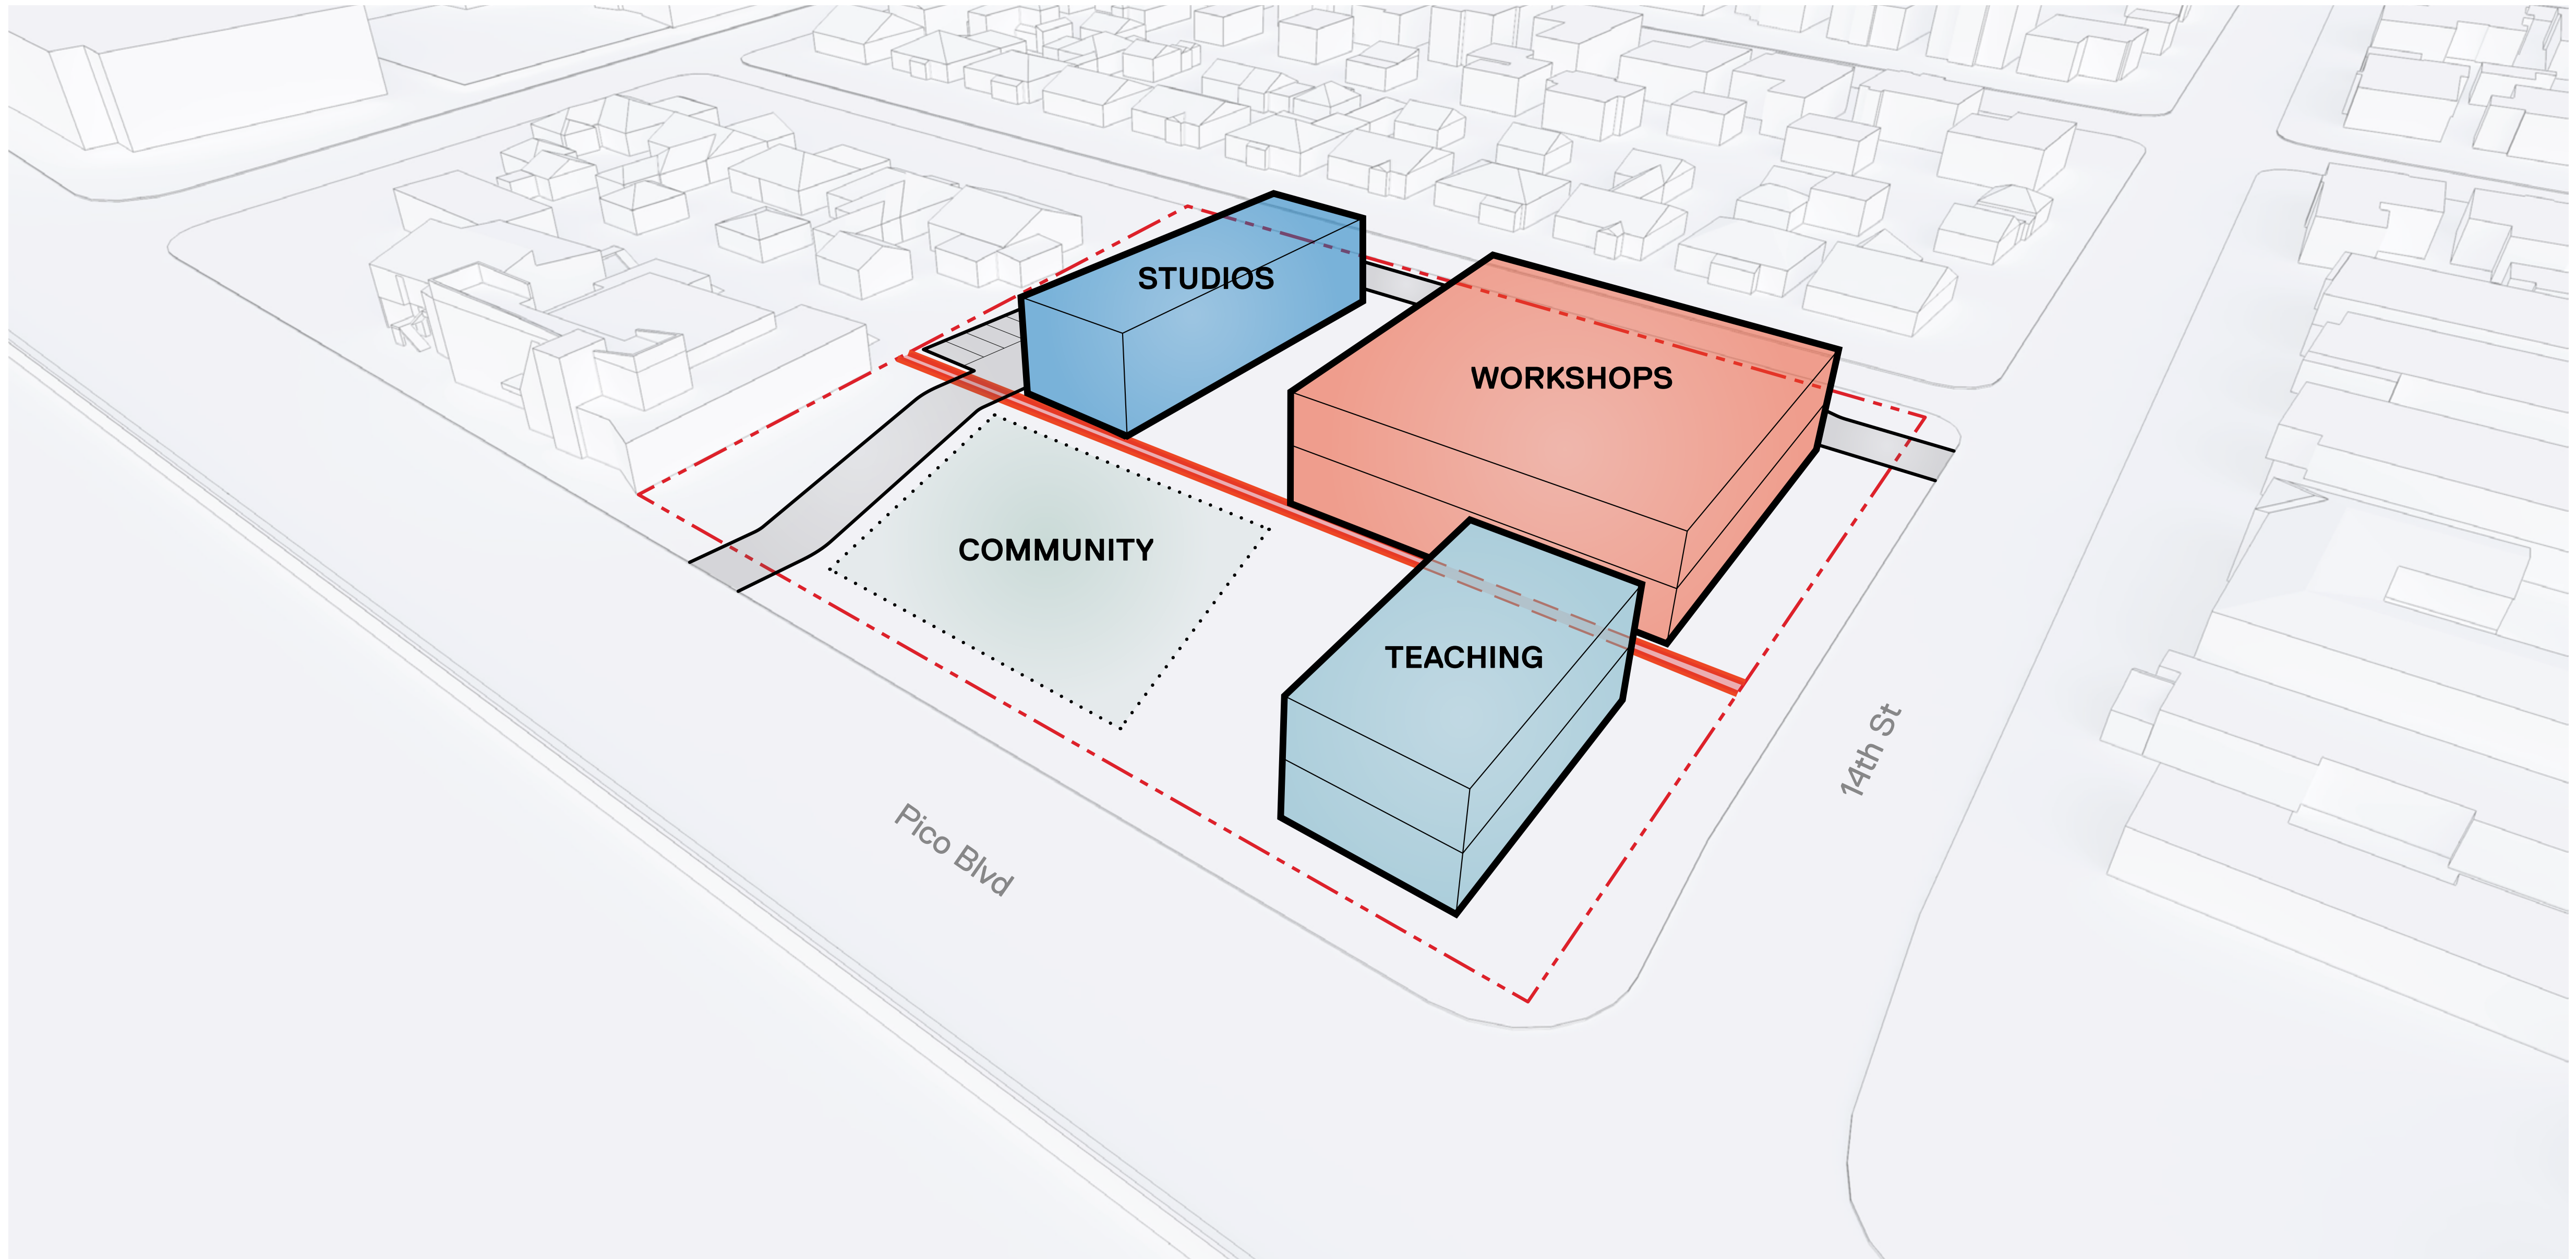 STUDIOS
WORKSHOPS
COMMUNITY
TEACHING
14th St
Pico Blvd